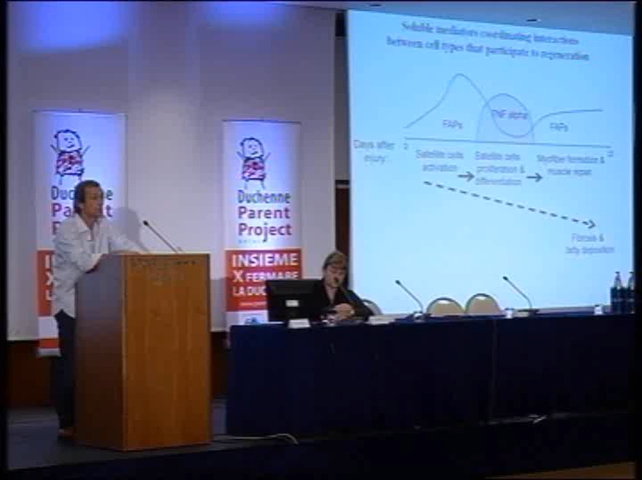 Soluble mediators coordinating interactions
Between cell types that participate to regeneration
TNF alpha
FAPs
FAPs
Days after
injury:
Satellite cells
activation
Satellite cells
proliferation &
differentiation
Myofiber formation &
muscle repair
Fibrosis &
fatty deposition
Duchenne
Parent
Project
Duchenne
Parent
Project
INSIEME
X FERMARE
LA DUC